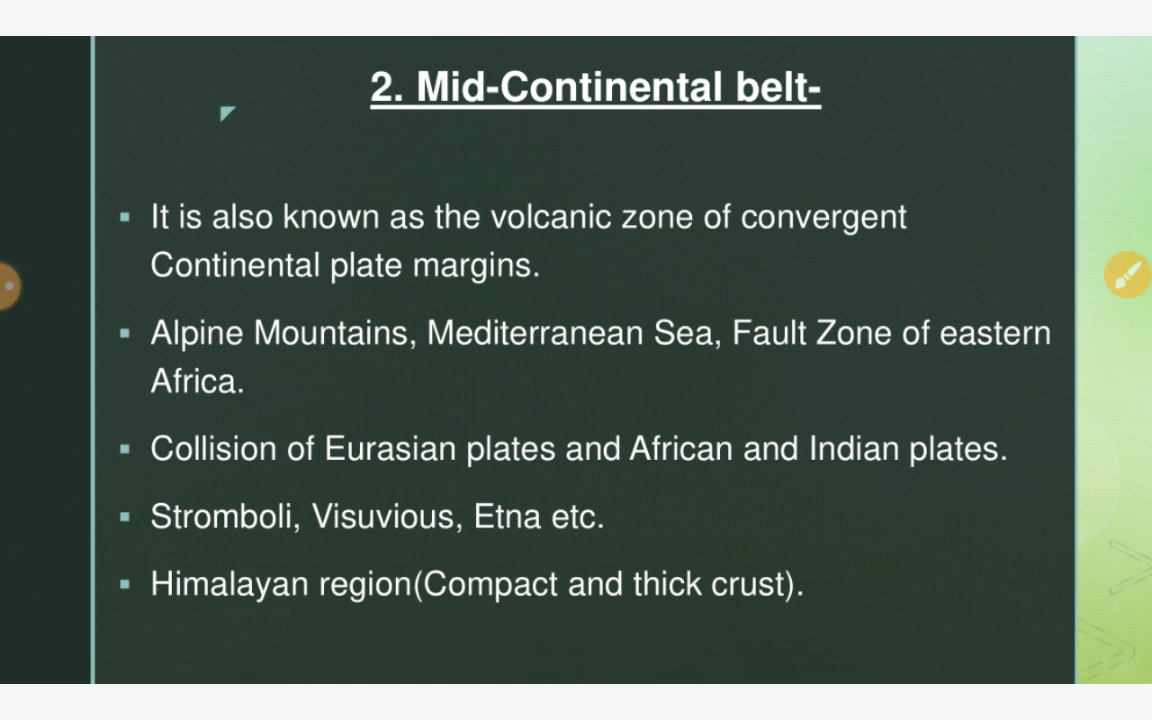 2. Mid-Continental belt-
▪ It is also known as the volcanic zone of convergent
Continental plate margins.
▪ Alpine Mountains, Mediterranean Sea, Fault Zone of eastern
Africa.
▪ Collision of Eurasian plates and African and Indian plates.
▪ Stromboli, Visuvious, Etna etc.
▪ Himalayan region(Compact and thick crust).